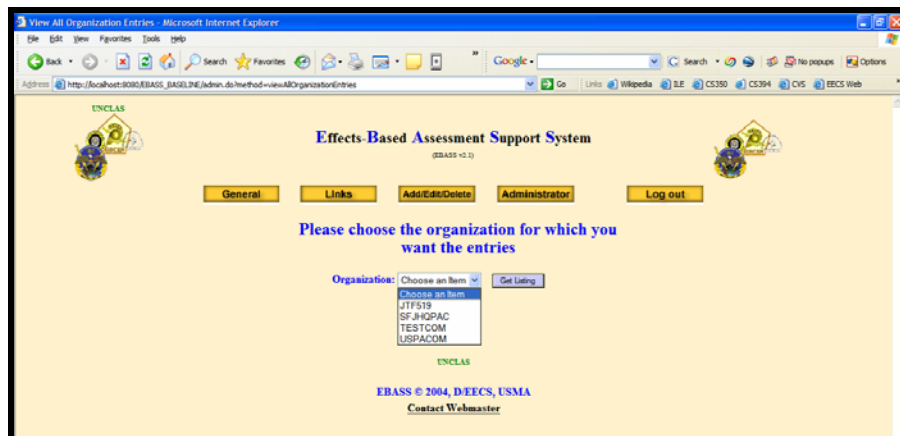 View All Organization Entries - Microsoft Internet Explorer
File Edit View Favorites Tools Help
Back Search Favorites Google Search No popups Options
Address http://localhost:8080/EBASS_BASELINE/admin.do?method=viewAllOrganizationEntries Go Links Wikipedia ILE CS350 CS394 CVS EECS Web
UNCLAS
Effects-Based Assessment Support System
(EBASS v2.1)
General Links Add/Edit/Delete Administrator Log out
Please choose the organization for which you
want the entries
Organization: Choose an Item Get Listing
Choose an Item
JTF519
SFJHQPAC
TESTCOM
USPACOM
UNCLAS
EBASS © 2004, D/EECS, USMA
Contact Webmaster